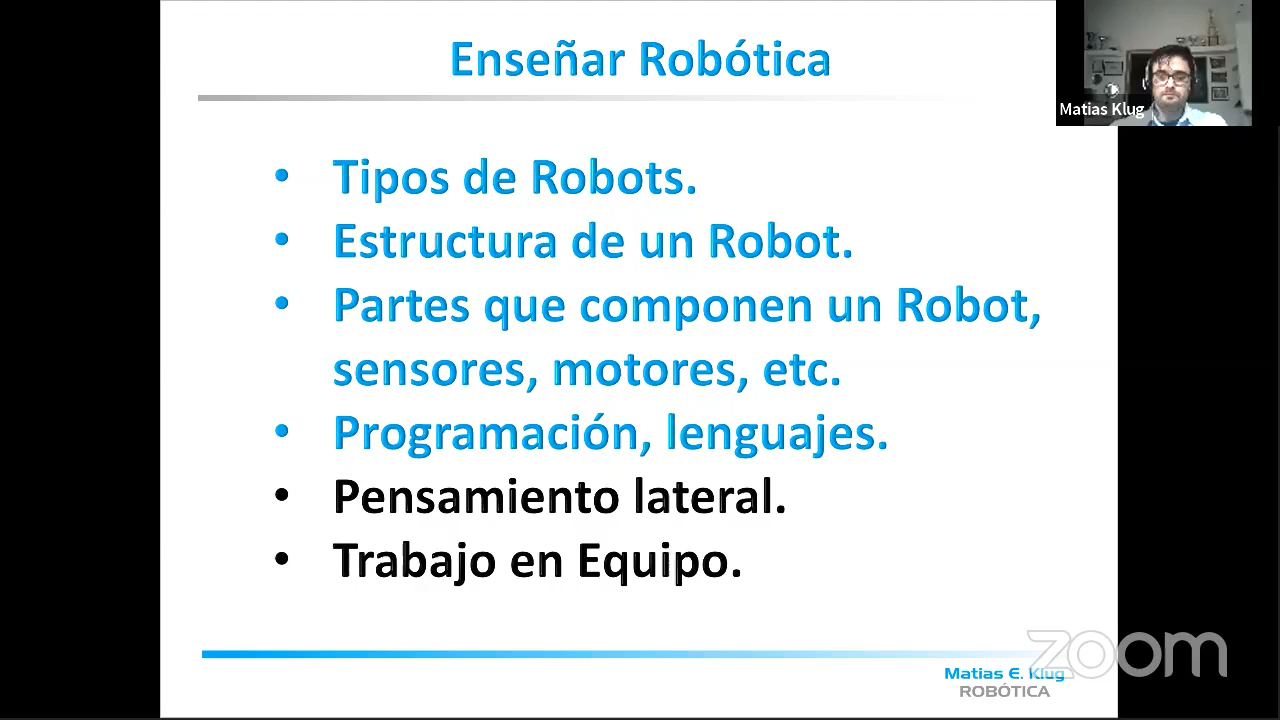 Enseñar Robótica
Matias Klug
• Tipos de Robots.
• Estructura de un Robot.
• Partes que componen un Robot,
sensores, motores, etc.
• Programación, lenguajes.
• Pensamiento lateral.
• Trabajo en Equipo.
zoom
Matias E. Klug
ROBÓTICA